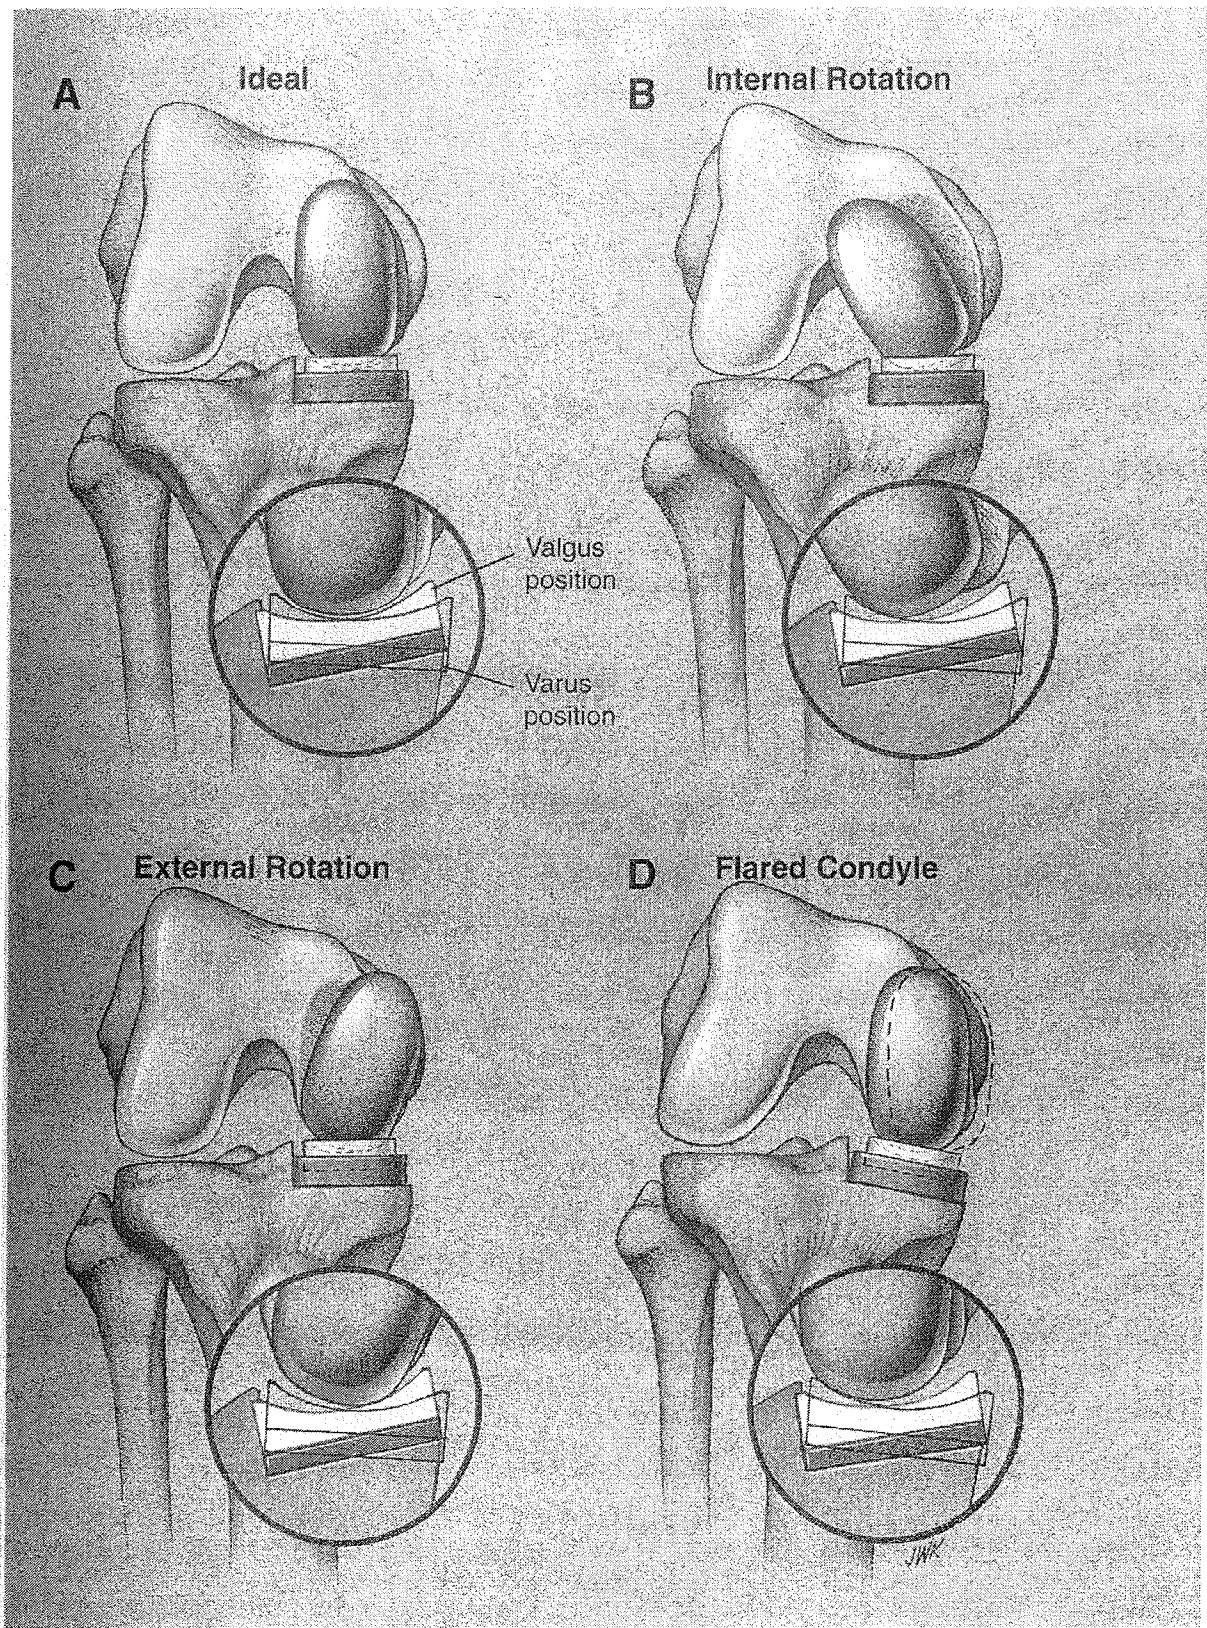 A
Ideal
B
Internal Rotation
Valgus
position
Varus
position
C
External Rotation
D
Flared Condyle
JWK